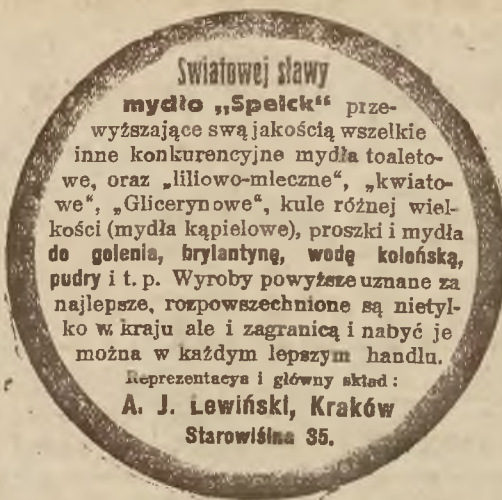 Światowej sławy
mydło „Speick“ prze-
wyższające swą jakością wszelkie
inne konkurencyjne mydła toaleto-
we, oraz „liliowo-mleczne“, „kwiato-
we“, „Glicerynowe“, kule różnej wiel-
kości (mydła kąpielowe), proszki i mydła
do golenia, brylantynę, wodę kolońską,
pudry i t. p. Wyroby powyższe uznane za
najlepsze, rozpowszechnione są nietyl-
ko w kraju ale i zagranicą i nabyć je
można w każdym lepszym handlu.
Reprezentacya i główny skład:
A. J. Lewiński, Kraków
Starowiślna 35.